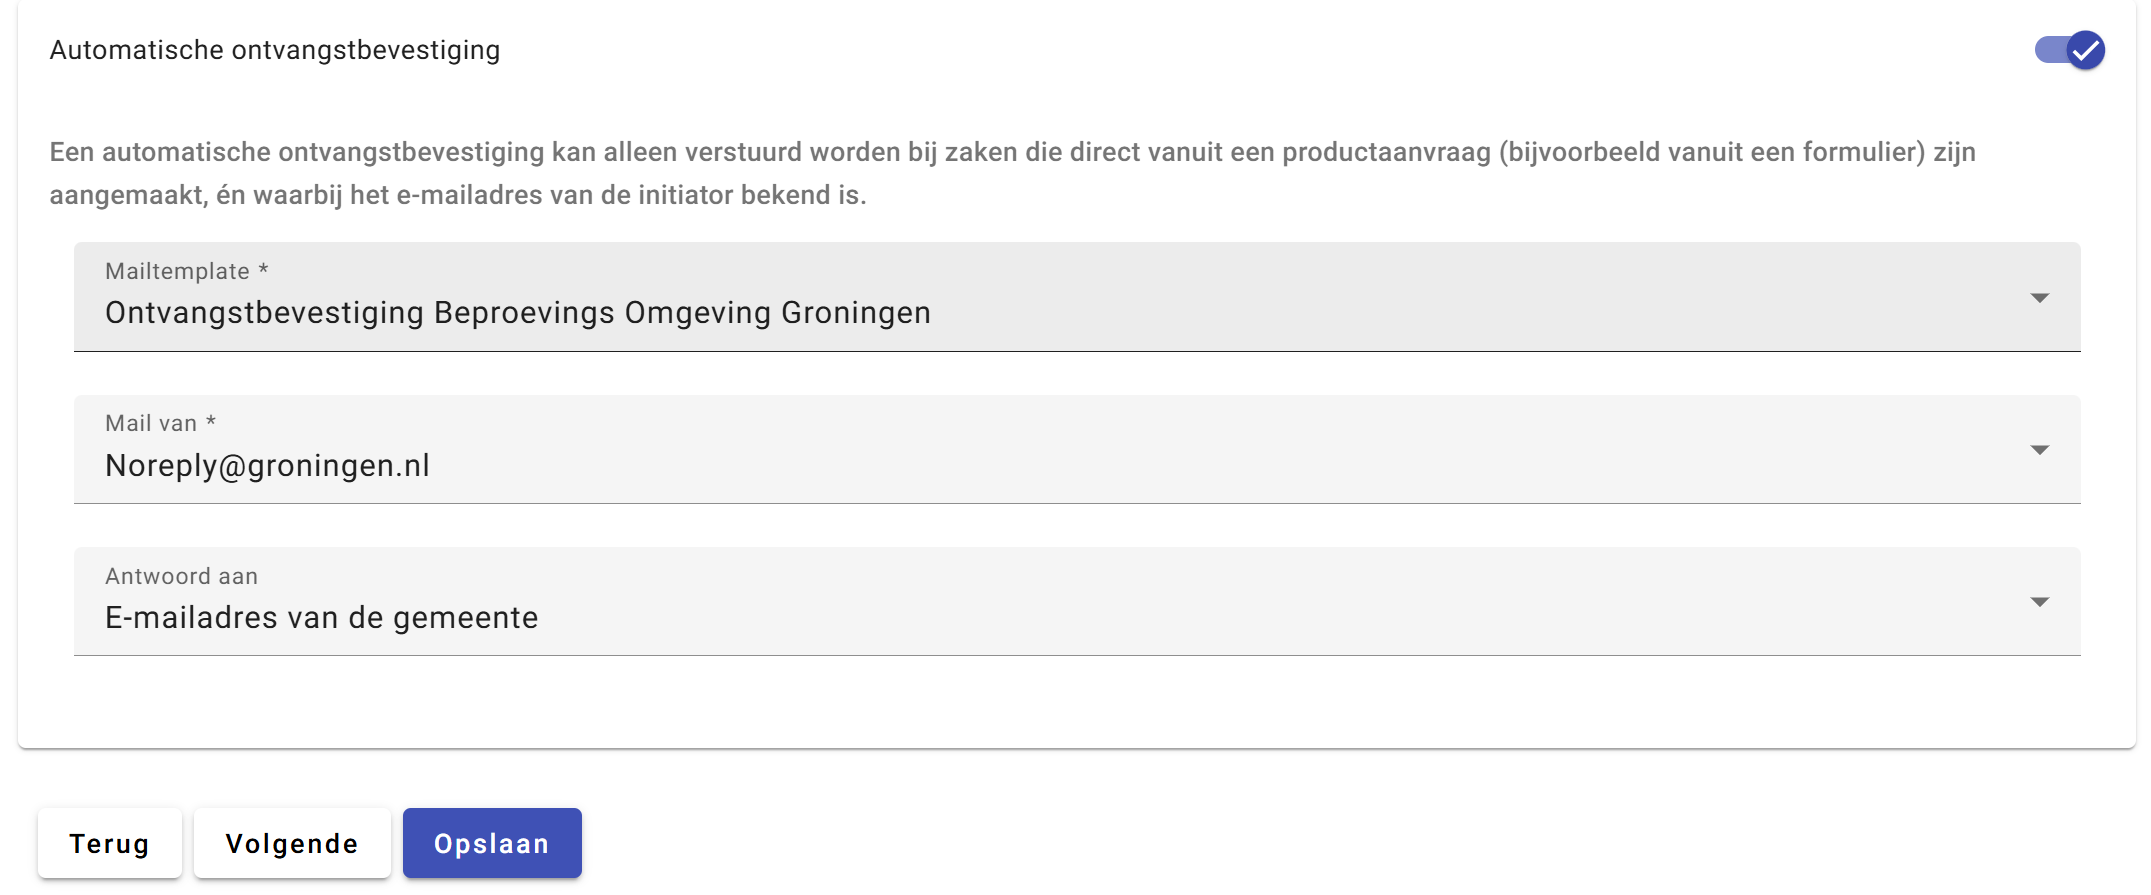 Automatische ontvangstbevestiging
Een automatische ontvangstbevestiging kan alleen verstuurd worden bij zaken die direct vanuit een productaanvraag (bijvoorbeeld vanuit een formulier) zijn
aangemaakt, én waarbij het e-mailadres van de initiator bekend is.
Mailtemplate *
Ontvangstbevestiging Beproevings Omgeving Groningen
Mail van *
Noreply@groningen.nl
Antwoord aan
E-mailadres van de gemeente
Terug Volgende Opslaan